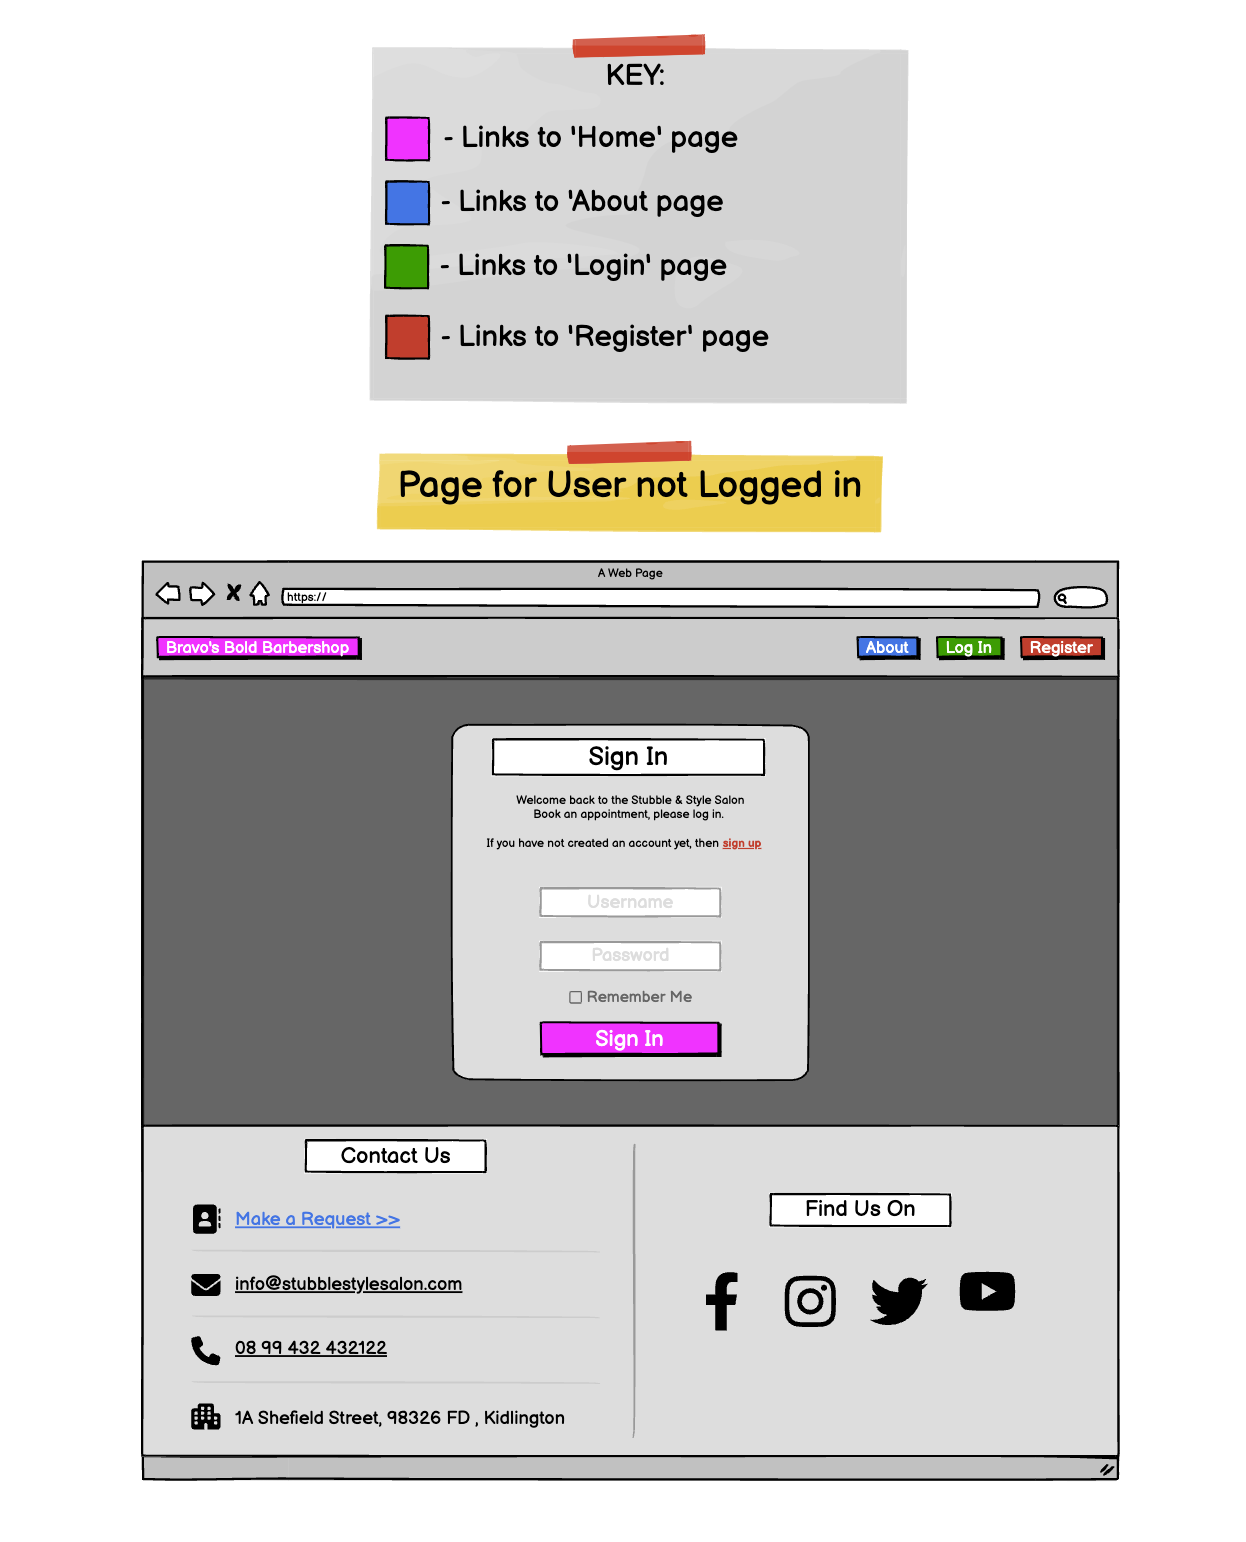 KEY:
- Links to 'Home' page
- Links to 'About page
- Links to 'Login' page
- Links to 'Register' page
Page for User not Logged in
A Web Page
https://
Bravo's Bold Barbershop
About
Log In
Register
Sign In
Welcome back to the Stubble & Style Salon
Book an appointment, please log in.
If you have not created an account yet, then sign up
Username
Password
Remember Me
Sign In
Contact Us
Make a Request >>
info@stubblestylesalon.com
08 99 432 432122
1A Shefield Street, 98326 FD , Kidlington
Find Us On